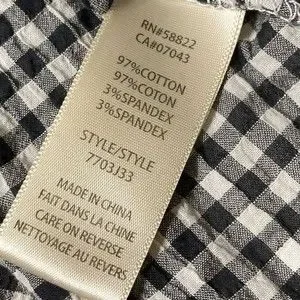 RN#58822
CA#07043
97%COTTON
97%COTON
3%SPANDEX
3%SPANDEX
STYLE/STYLE
7703J33
MADE IN CHINA
FAIT DANS LA CHINE
CARE ON REVERSE
NETTOYAGE AU REVERS